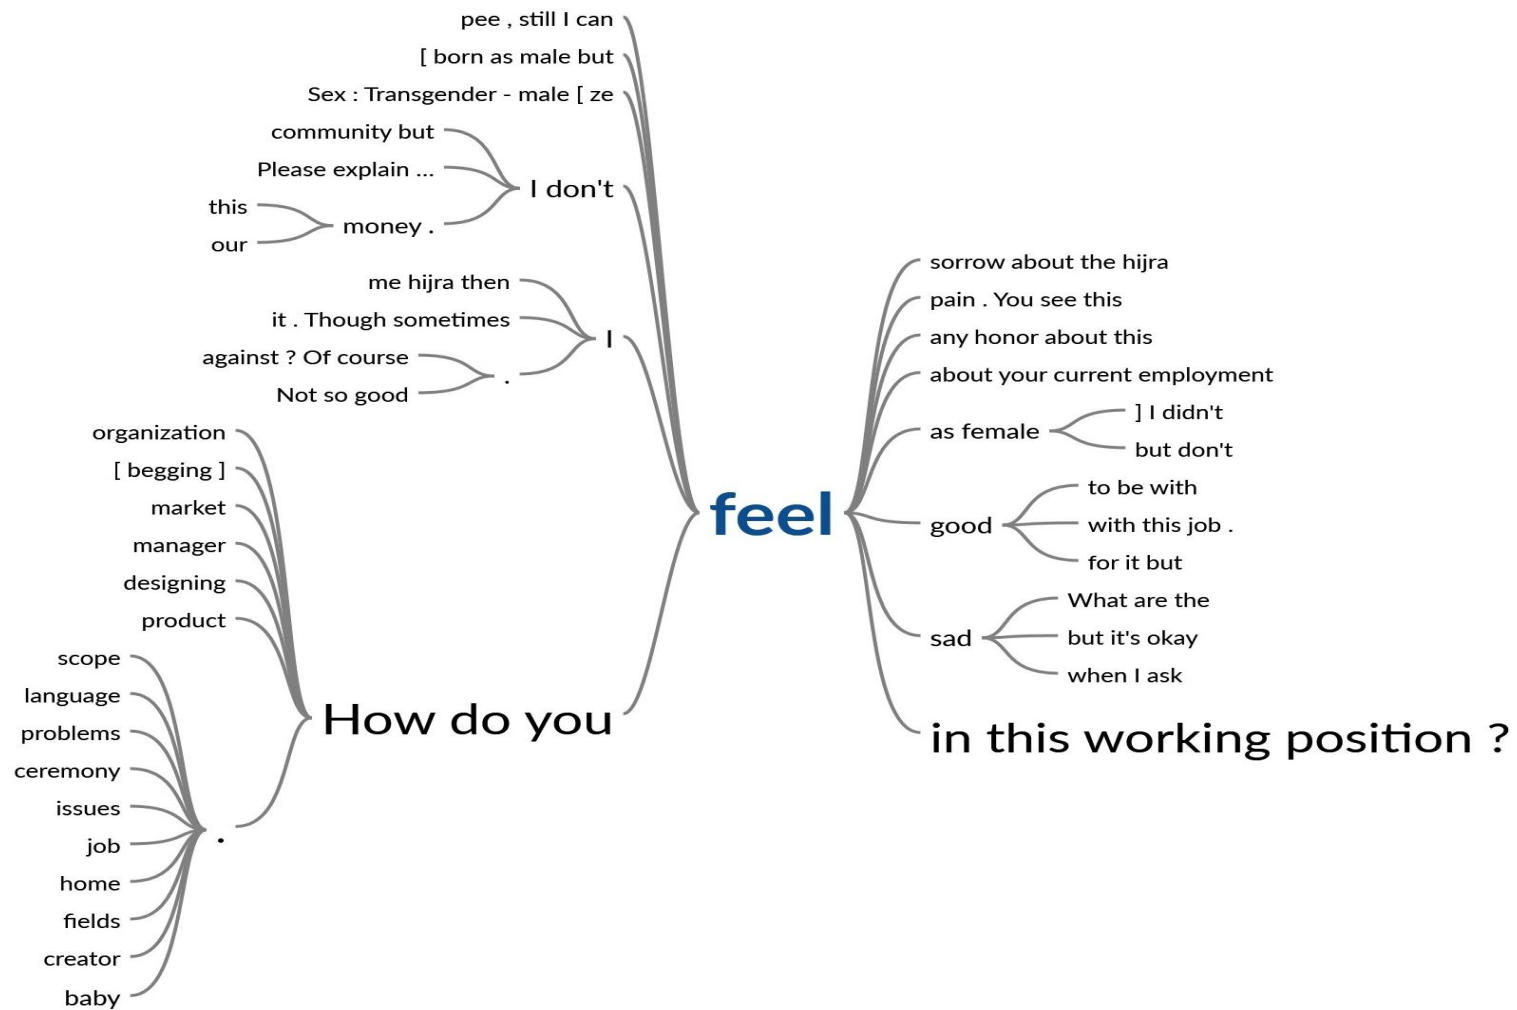 pee , still I can
[ born as male but
Sex : Transgender - male [ ze
community but
Please explain ...
I don't
this
money .
our
me hijra then
it . Though sometimes
I
against ? Of course
.
Not so good
organization
[ begging ]
market
manager
designing
product
scope
language
problems
How do you
ceremony
issues
.
job
home
fields
creator
baby
feel
sorrow about the hijra
pain . You see this
any honor about this
about your current employment
as female
] I didn't
but don't
good
to be with
with this job .
for it but
sad
What are the
but it's okay
when I ask
in this working position ?